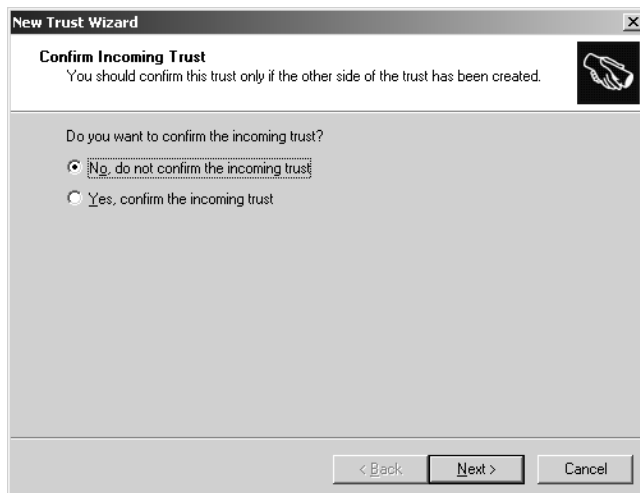 New Trust Wizard
Confirm Incoming Trust
You should confirm this trust only if the other side of the trust has been created.
Do you want to confirm the incoming trust?
No, do not confirm the incoming trust
Yes, confirm the incoming trust
< Back
Next >
Cancel